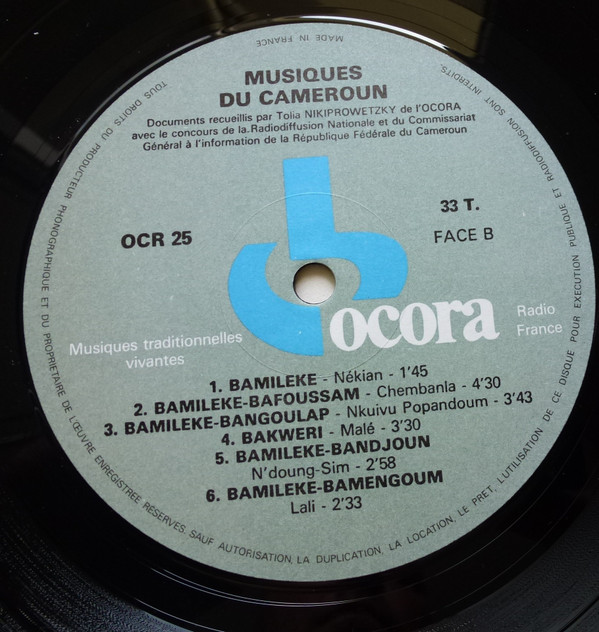 MADE IN FRANCE
MUSIQUES
DU CAMEROUN
Documents recueillis par Tolia NIKIPROWETZKY de l'OCORA
avec le concours de la.Radiodiffusion Nationale et du Commissariat
Général à l'information de la République Fédérale du Cameroun
OCR 25
33 T.
FACE B
ocora
Radio
France
Musiques traditionnelles
vivantes
1. BAMILEKE - Nékian - 1'45
2. BAMILEKE-BAFOUSSAM - Chembanla - 4'30
3. BAMILEKE-BANGOULAP - Nkuivu Popandoum - 3'43
4. BAKWERI - Malé - 3'30
5. BAMILEKE-BANDJOUN
N'doung-Sim - 2'58
6. BAMILEKE-BAMENGOUM
Lali - 2'33
TOUS DROITS DU PRODUCTEUR PHONOGRAPHIQUE ET DU PROPRIETAIRE DE L'ŒUVRE ENREGISTREE RESERVES. SAUF AUTORISATION, LA DUPLICATION, LA LOCATION, LE PRET, L'UTILISATION DE CE DISQUE POUR EXECUTION PUBLIQUE ET RADIODIFFUSION SONT INTERDITS.